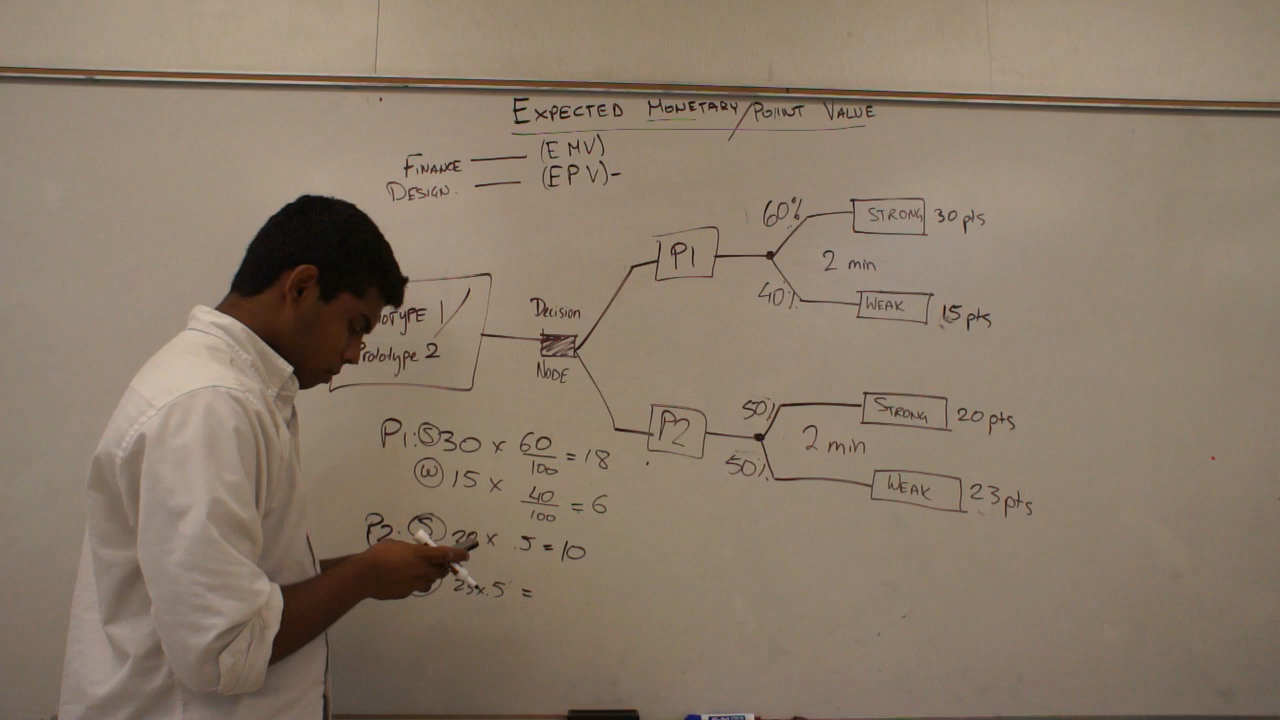 EXPECTED MONETARY/POINT VALUE
FINANCE — (EMV)
DESIGN. — (EPV)-
60% STRONG 30 pts
P1 2 min
40% WEAK 15 pts
Decision
NODE
1
Prototype 2
50% STRONG 20 pts
P2 2 min
50% WEAK 23 pts
P1: S 30 × 60/100 = 18
W 15 × 40/100 = 6
P2: S 20 × .5 = 10
23 × .5 =